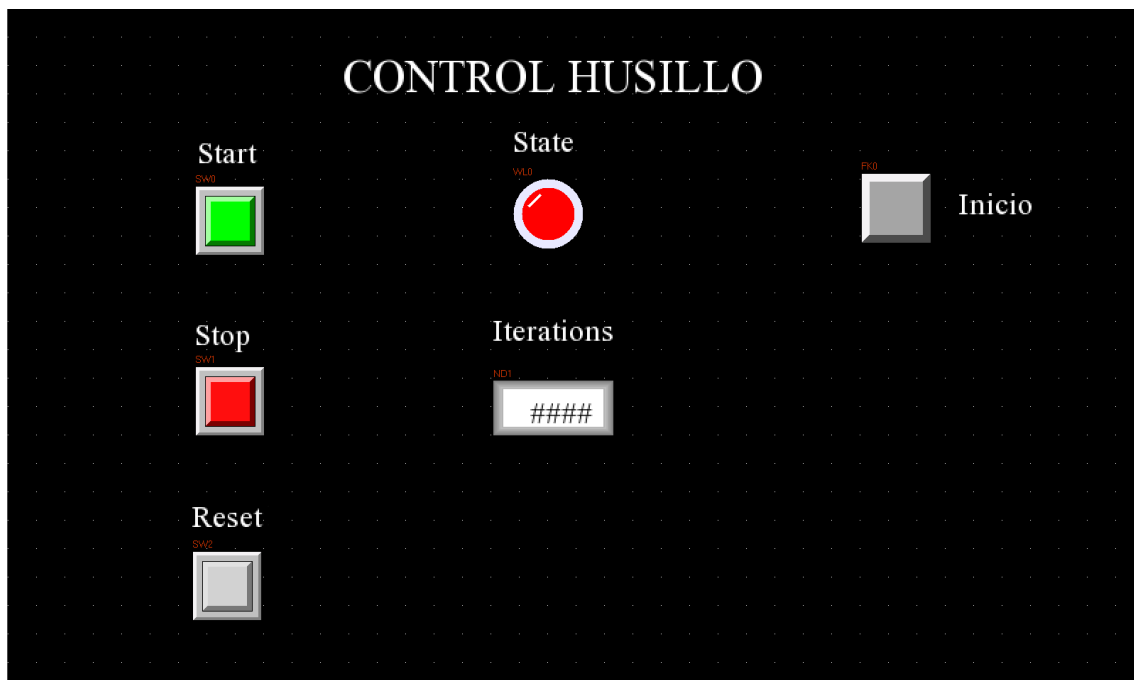 CONTROL HUSILLO
Start
SW0
State
WL0
FK0
Inicio
Stop
SW1
Iterations
ND1
####
Reset
SW2